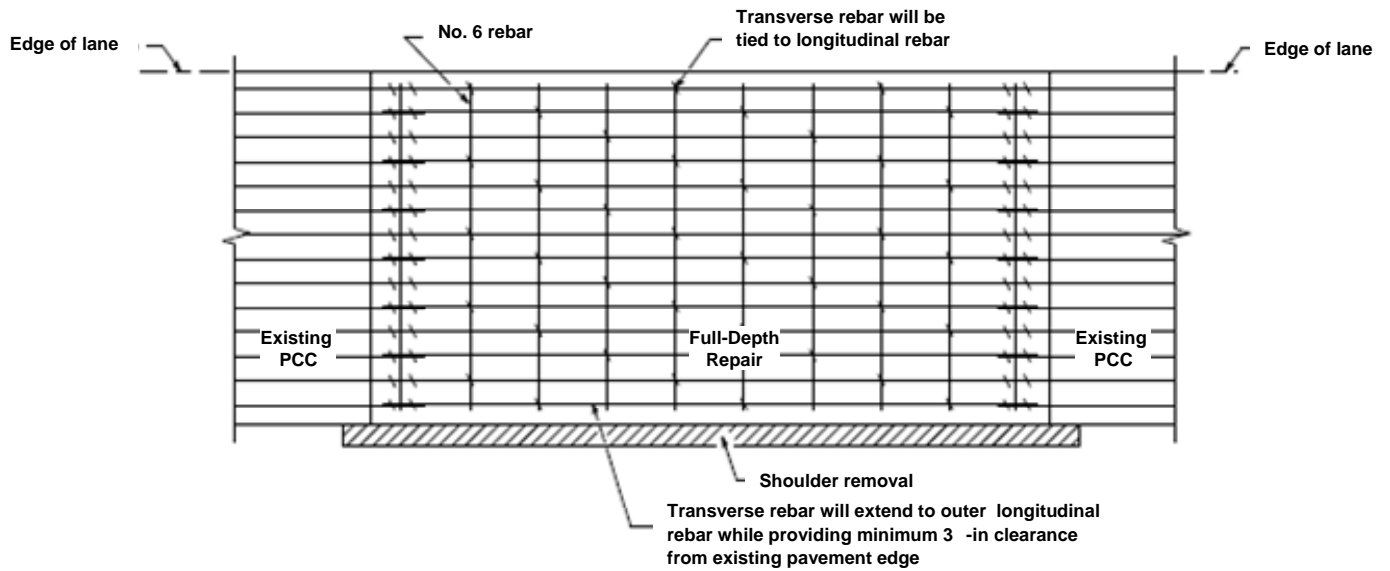 Transverse rebar will be
tied to longitudinal rebar
No. 6 rebar
Edge of lane
Edge of lane
Existing
PCC
Full-Depth
Repair
Existing
PCC
Shoulder removal
Transverse rebar will extend to outer longitudinal
rebar while providing minimum 3 -in clearance
from existing pavement edge